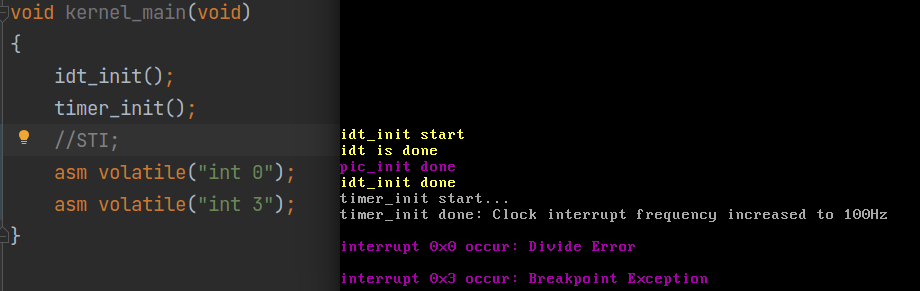 void kernel_main(void)
{
idt_init();
timer_init();
//STI;
asm volatile("int 0");
asm volatile("int 3");
}
idt_init start
idt is done
pic_init done
idt_init done
timer_init start...
timer_init done: Clock interrupt frequency increased to 100Hz
interrupt 0x0 occur: Divide Error
interrupt 0x3 occur: Breakpoint Exception